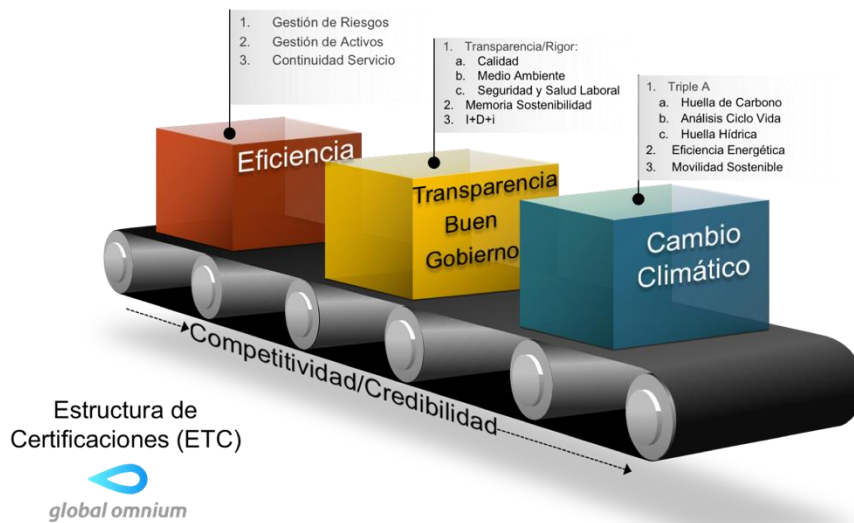 1. Gestión de Riesgos
2. Gestión de Activos
3. Continuidad Servicio
1. Transparencia/Rigor:
a. Calidad
b. Medio Ambiente
c. Seguridad y Salud Laboral
2. Memoria Sostenibilidad
3. I+D+i
1. Triple A
a. Huella de Carbono
b. Análisis Ciclo Vida
c. Huella Hídrica
2. Eficiencia Energética
3. Movilidad Sostenible
Eficiencia
Transparencia
Buen
Gobierno
Cambio
Climático
Competitividad/Credibilidad
Estructura de
Certificaciones (ETC)
global omnium